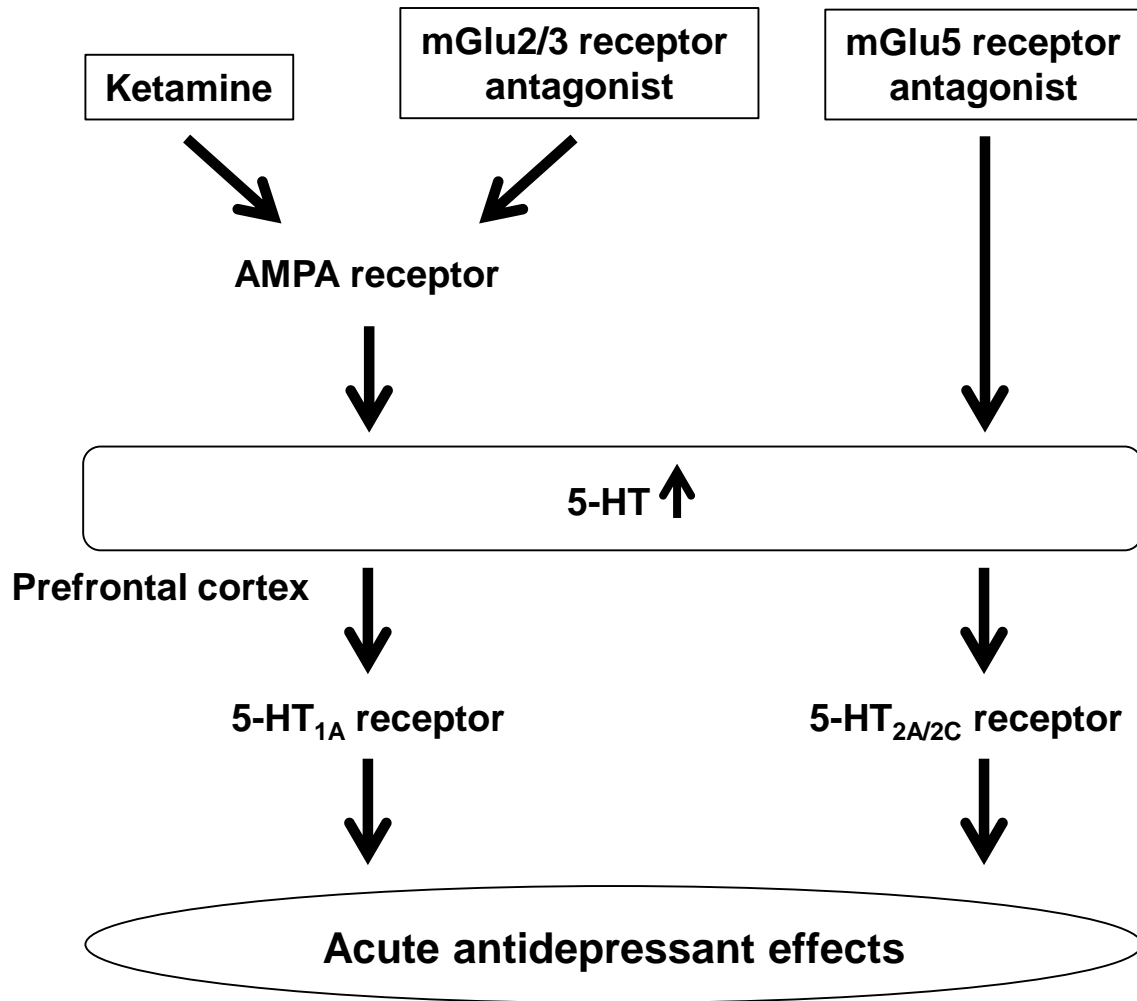 Ketamine
mGlu2/3 receptor
antagonist
mGlu5 receptor
antagonist
AMPA receptor
5-HT ↑
Prefrontal cortex
5-HT1A receptor
5-HT2A/2C receptor
Acute antidepressant effects